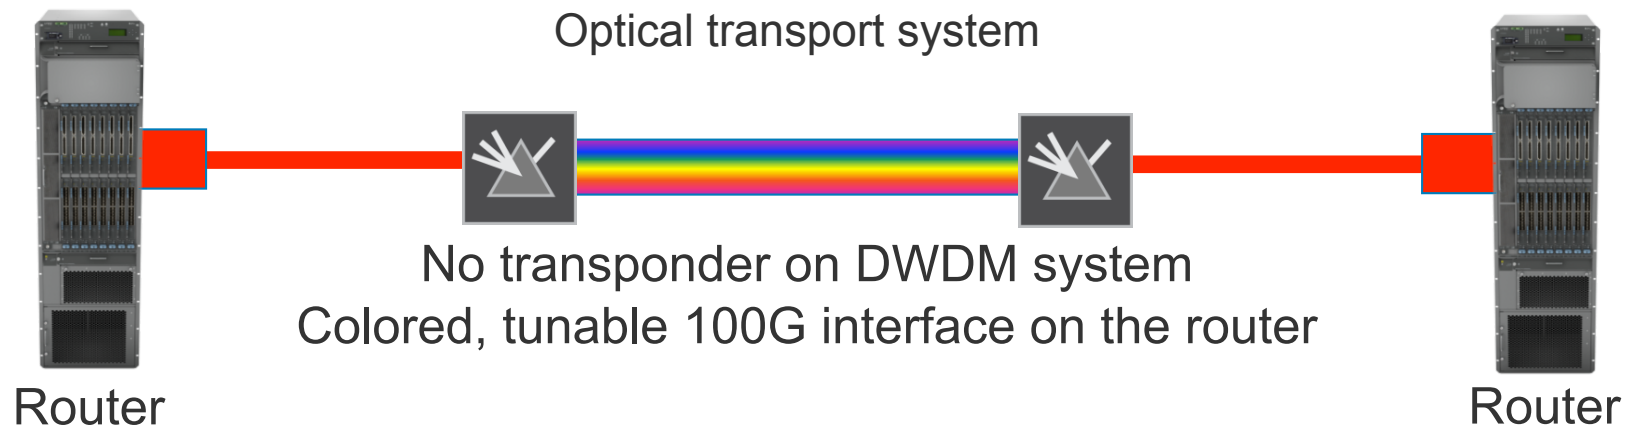 Optical transport system
No transponder on DWDM system
Colored, tunable 100G interface on the router
Router
Router